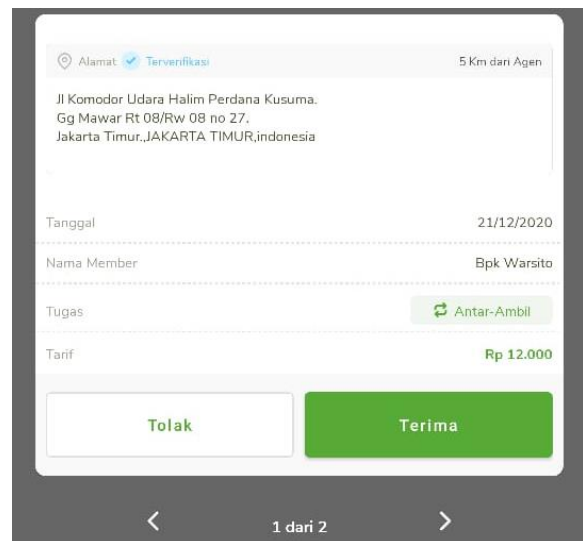 Alamat Terverifikasi 5 Km dari Agen
Jl Komodor Udara Halim Perdana Kusuma.
Gg Mawar Rt 08/Rw 08 no 27.
Jakarta Timur,,JAKARTA TIMUR,indonesia
Tanggal 21/12/2020
Nama Member Bpk Warsito
Tugas Antar-Ambil
Tarif Rp 12.000
Tolak Terima
1 dari 2